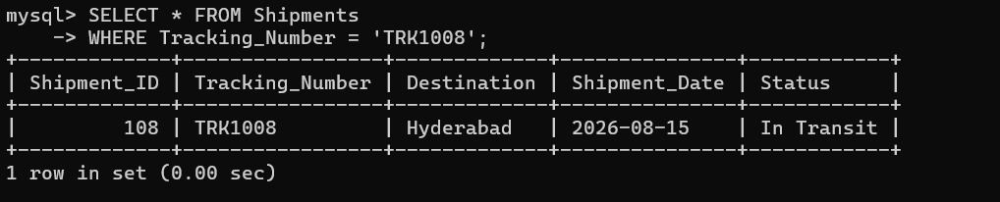 mysql> SELECT * FROM Shipments
    -> WHERE Tracking_Number = 'TRK1008';
+-------------+-----------------+-------------+---------------+------------+
| Shipment_ID | Tracking_Number | Destination | Shipment_Date | Status     |
+-------------+-----------------+-------------+---------------+------------+
|         108 | TRK1008         | Hyderabad   | 2026-08-15    | In Transit |
+-------------+-----------------+-------------+---------------+------------+
1 row in set (0.00 sec)